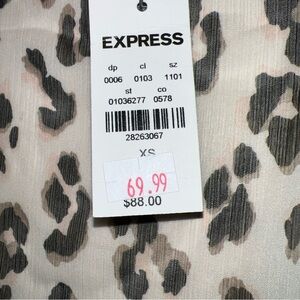 EXPRESS
dp cl sz
0006 0103 1101
st co
01036277 0578
28263067
XS
69.99
$88.00